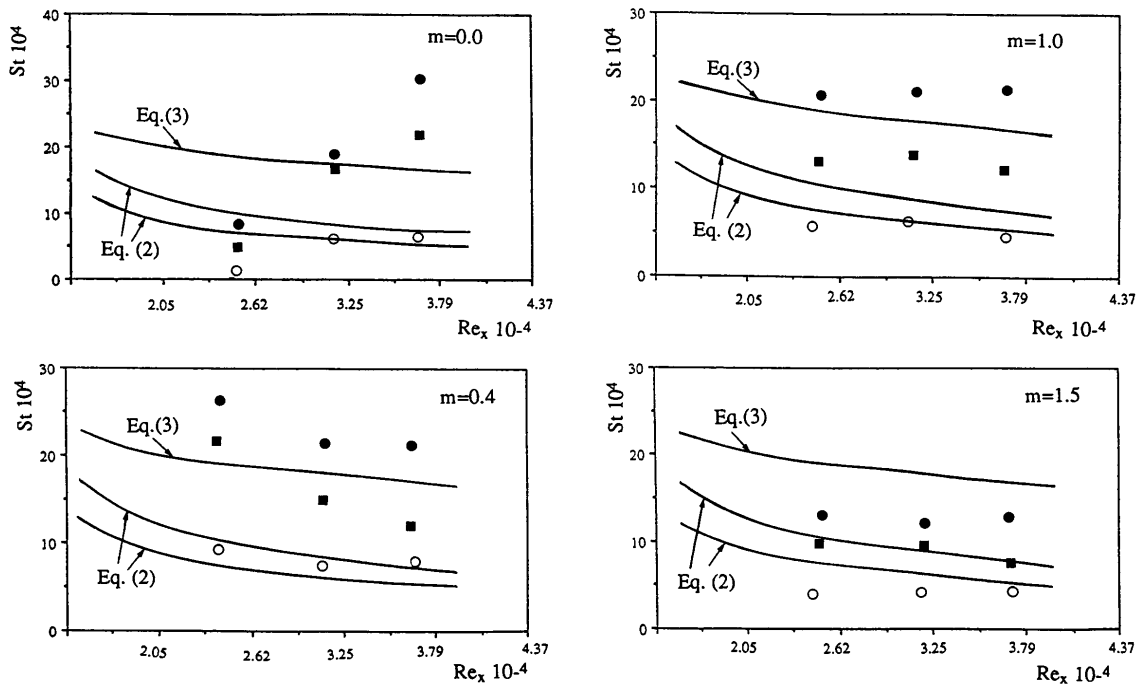 St 10⁴
40
30
20
10
0
m=0.0
Eq.(3)
Eq. (2)
2.05 2.62 3.25 3.79 4.37
Reₓ 10-⁴
St 10⁴
30
20
10
0
m=1.0
Eq.(3)
Eq. (2)
2.05 2.62 3.25 3.79 4.37
Reₓ 10-⁴
St 10⁴
30
20
10
0
m=0.4
Eq.(3)
Eq. (2)
2.05 2.62 3.25 3.79 4.37
Reₓ 10-⁴
St 10⁴
30
20
10
0
m=1.5
Eq.(3)
Eq. (2)
2.05 2.62 3.25 3.79 4.37
Reₓ 10-⁴